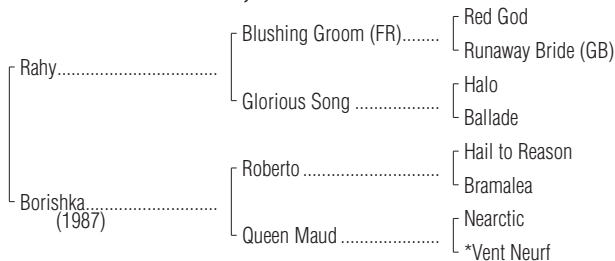 Red God
Blushing Groom (FR)........
Runaway Bride (GB)
Rahy.....................................
Halo
Glorious Song ...................
Ballade
Hail to Reason
Roberto ...............................
Bramalea
Borishka..............................
(1987)
Nearctic
Queen Maud ......................
*Vent Neurf